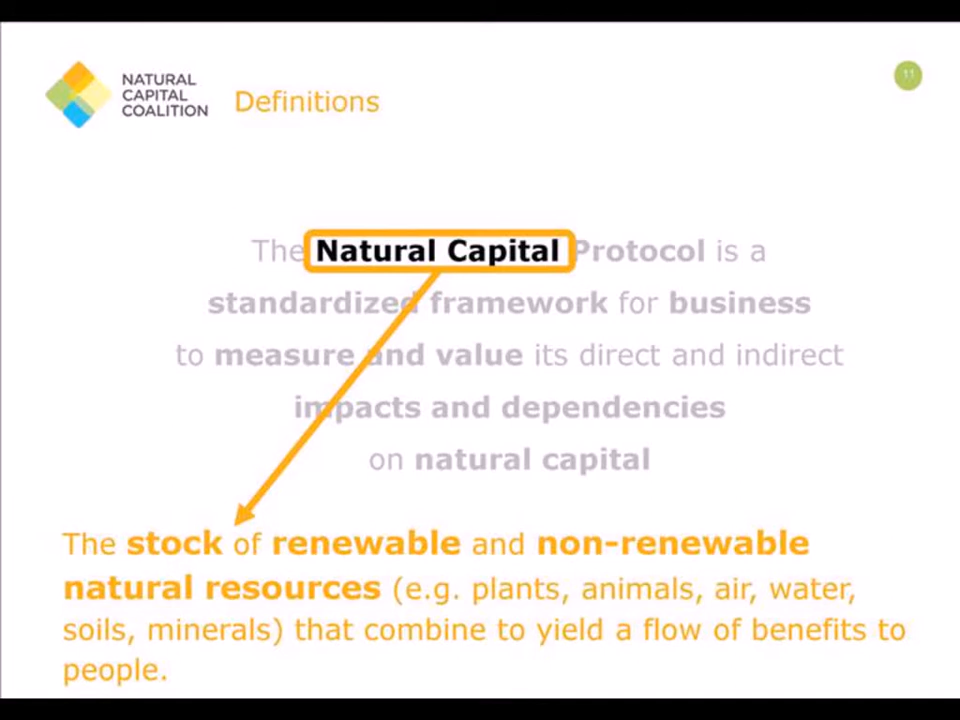 NATURAL
CAPITAL
COALITION
Definitions
11
The Natural Capital Protocol is a
standardized framework for business
to measure and value its direct and indirect
impacts and dependencies
on natural capital
The stock of renewable and non-renewable
natural resources (e.g. plants, animals, air, water,
soils, minerals) that combine to yield a flow of benefits to
people.